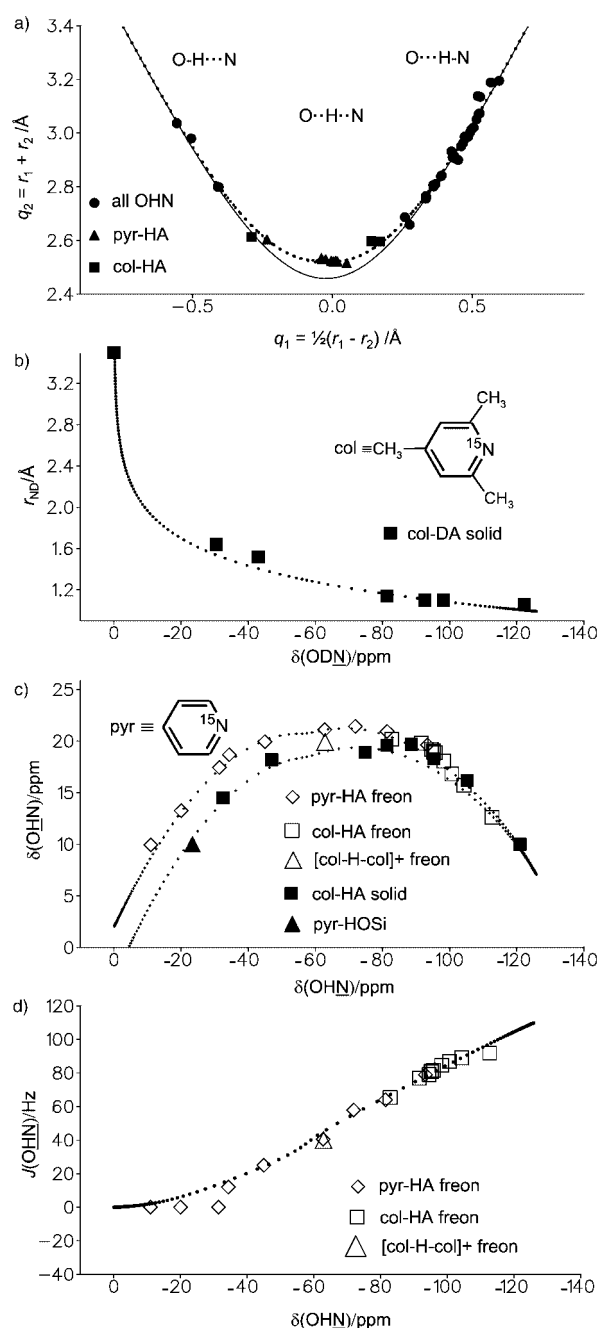 a)
3.4
3.2
3.0
2.8
2.6
2.4
q₂ = r₁ + r₂ /Å
O-H···N
O··H··N
O···H-N
all OHN
pyr-HA
col-HA
−0.5
0.0
0.5
q₁ = ½(r₁ - r₂) /Å
b)
3.2
2.8
2.4
2.0
1.6
1.2
r_ND/Å
col ≡CH₃
CH₃
¹⁵N
CH₃
col-DA solid
0
−20
−40
−60
−80
−100
−120
−140
δ(ODN)/ppm
c)
25
20
15
10
5
0
δ(OHN)/ppm
pyr ≡
¹⁵N
pyr-HA freon
col-HA freon
[col-H-col]+ freon
col-HA solid
pyr-HOSi
0
−20
−40
−60
−80
−100
−120
−140
δ(OHN)/ppm
d)
120
100
80
60
40
20
0
−20
−40
J(OHN)/Hz
pyr-HA freon
col-HA freon
[col-H-col]+ freon
0
−20
−40
−60
−80
−100
−120
−140
δ(OHN)/ppm